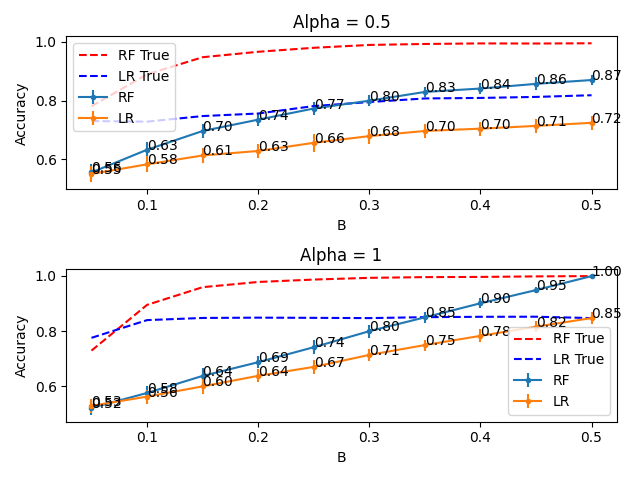 Alpha = 0.5
Accuracy
1.0
0.8
0.6
RF True
LR True
RF
LR
0.56 0.63 0.70 0.74 0.77 0.80 0.83 0.84 0.86 0.87
0.55 0.58 0.61 0.63 0.66 0.68 0.70 0.70 0.71 0.72
0.1 0.2 0.3 0.4 0.5
B
Alpha = 1
Accuracy
1.0
0.8
0.6
0.52 0.58 0.64 0.69 0.74 0.80 0.85 0.90 0.95 1.00
0.53 0.56 0.60 0.64 0.67 0.71 0.75 0.78 0.82 0.85
RF True
LR True
RF
LR
0.1 0.2 0.3 0.4 0.5
B